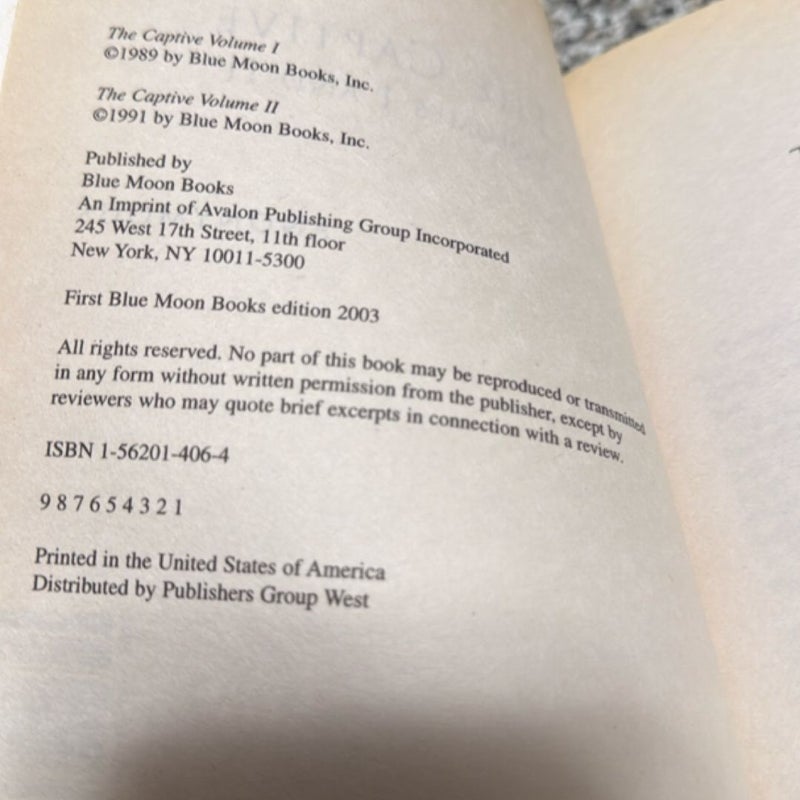 The Captive Volume I
©1989 by Blue Moon Books, Inc.
The Captive Volume II
©1991 by Blue Moon Books, Inc.
Published by
Blue Moon Books
An Imprint of Avalon Publishing Group Incorporated
245 West 17th Street, 11th floor
New York, NY 10011-5300
First Blue Moon Books edition 2003
All rights reserved. No part of this book may be reproduced or transmitted
in any form without written permission from the publisher, except by
reviewers who may quote brief excerpts in connection with a review.
ISBN 1-56201-406-4
9 8 7 6 5 4 3 2 1
Printed in the United States of America
Distributed by Publishers Group West